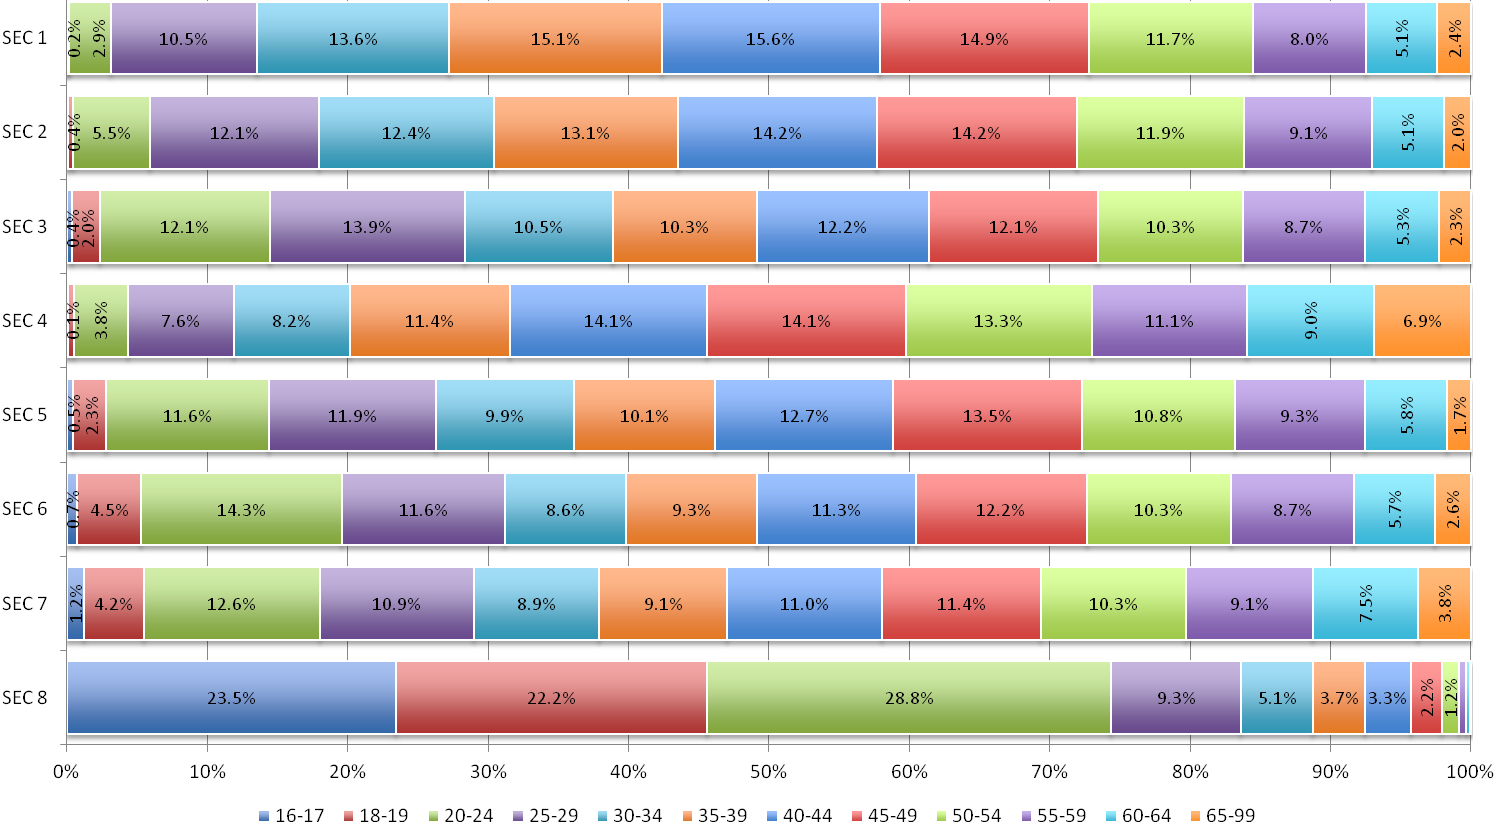 SEC 1 0.2% 2.9% 10.5% 13.6% 15.1% 15.6% 14.9% 11.7% 8.0% 5.1% 2.4%
SEC 2 0.4% 5.5% 12.1% 12.4% 13.1% 14.2% 14.2% 11.9% 9.1% 5.1% 2.0%
SEC 3 0.4% 2.0% 12.1% 13.9% 10.5% 10.3% 12.2% 12.1% 10.3% 8.7% 5.3% 2.3%
SEC 4 0.1% 3.8% 7.6% 8.2% 11.4% 14.1% 14.1% 13.3% 11.1% 9.0% 6.9%
SEC 5 0.5% 2.3% 11.6% 11.9% 9.9% 10.1% 12.7% 13.5% 10.8% 9.3% 5.8% 1.7%
SEC 6 0.7% 4.5% 14.3% 11.6% 8.6% 9.3% 11.3% 12.2% 10.3% 8.7% 5.7% 2.6%
SEC 7 1.2% 4.2% 12.6% 10.9% 8.9% 9.1% 11.0% 11.4% 10.3% 9.1% 7.5% 3.8%
SEC 8 23.5% 22.2% 28.8% 9.3% 5.1% 3.7% 3.3% 2.2% 1.2%
0% 10% 20% 30% 40% 50% 60% 70% 80% 90% 100%
16-17 18-19 20-24 25-29 30-34 35-39 40-44 45-49 50-54 55-59 60-64 65-99